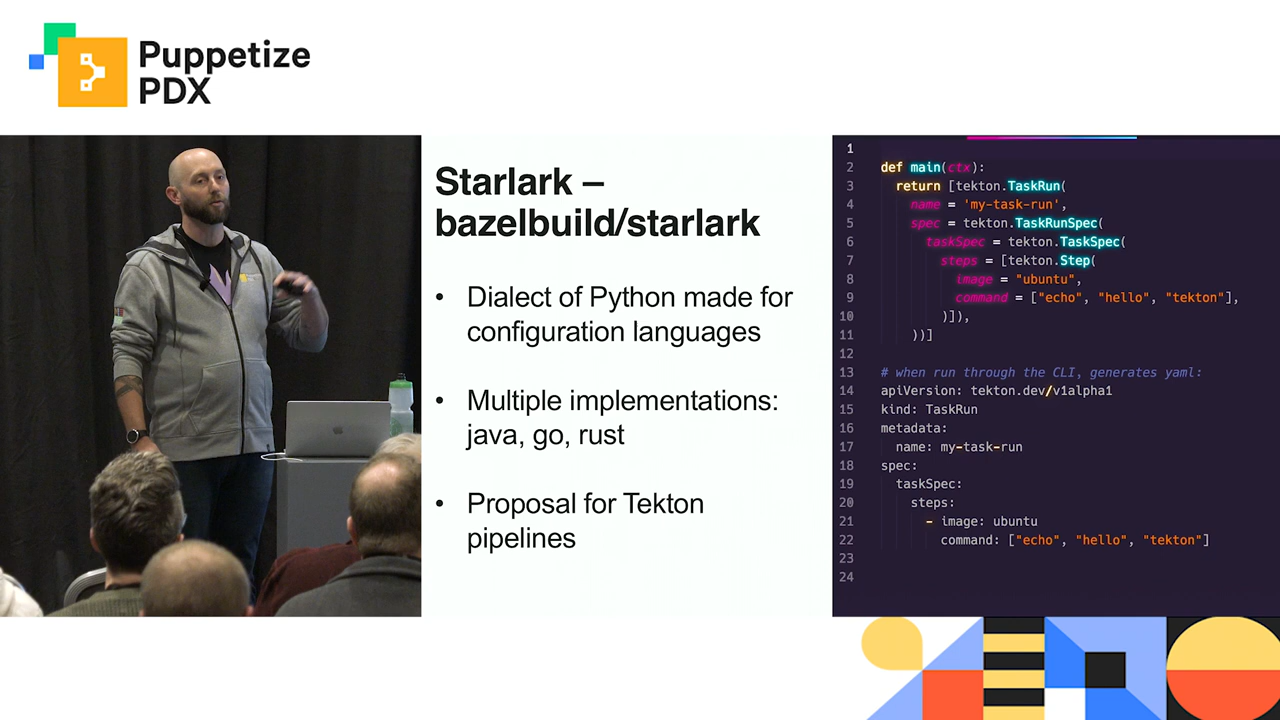 Puppetize
PDX
Starlark –
bazelbuild/starlark
• Dialect of Python made for
configuration languages
• Multiple implementations:
java, go, rust
• Proposal for Tekton
pipelines
1
2 def main(ctx):
3 return [tekton.TaskRun(
4 name = 'my-task-run',
5 spec = tekton.TaskRunSpec(
6 taskSpec = tekton.TaskSpec(
7 steps = [tekton.Step(
8 image = "ubuntu",
9 command = ["echo", "hello", "tekton"],
10 )]),
11 ))]
12
13 # when run through the CLI, generates yaml:
14 apiVersion: tekton.dev/v1alpha1
15 kind: TaskRun
16 metadata:
17 name: my-task-run
18 spec:
19 taskSpec:
20 steps:
21 - image: ubuntu
22 command: ["echo", "hello", "tekton"]
23
24